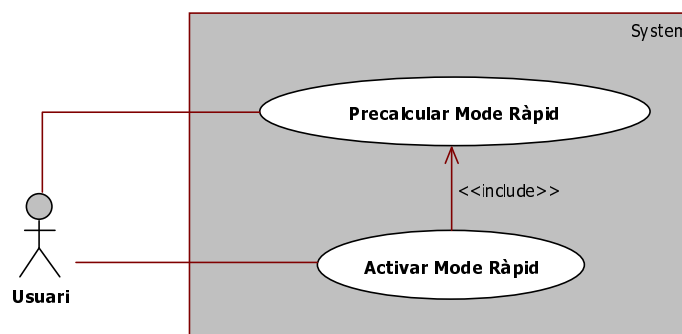 System
Precalcular Mode Ràpid
<<include>>
Activar Mode Ràpid
Usuari